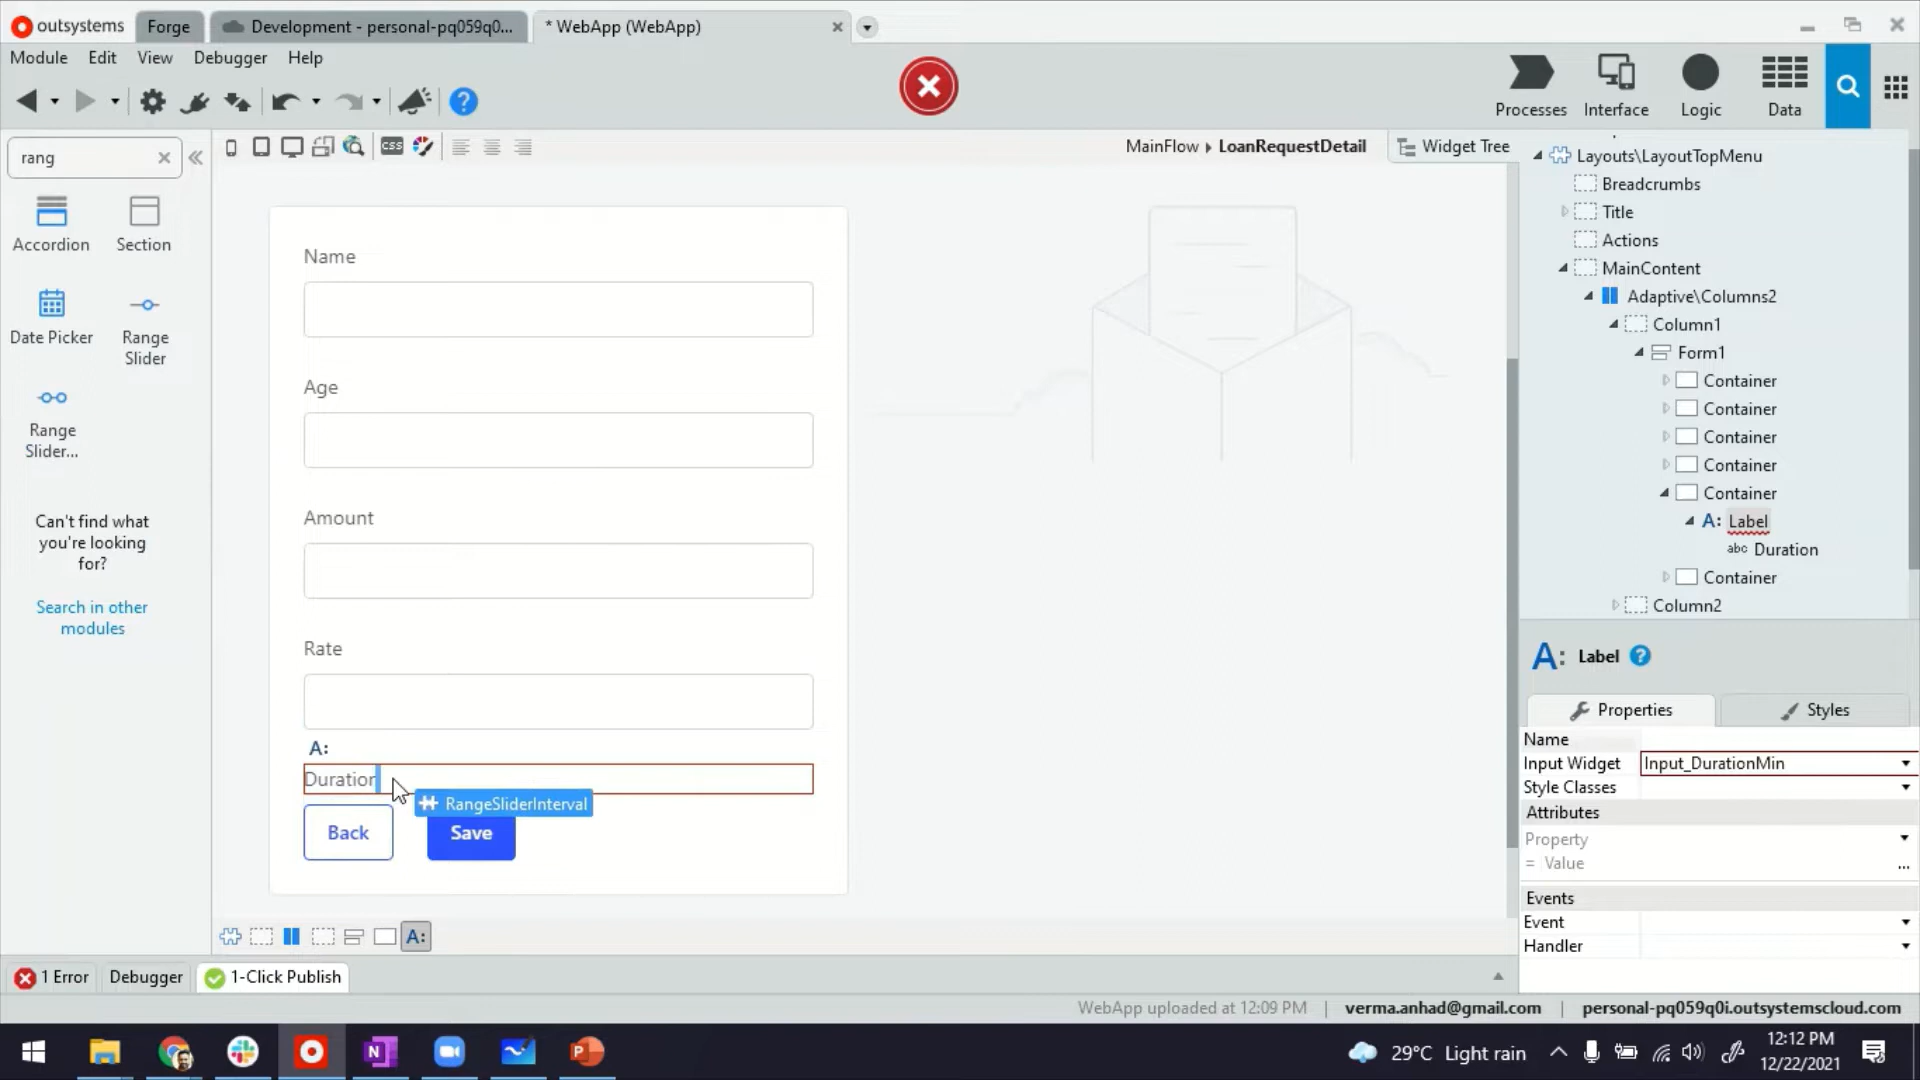 outsystems
Forge
Development - personal-pq059q0...
* WebApp (WebApp)
Module Edit View Debugger Help
Processes
Interface
Logic
Data
rang
Accordion
Section
Date Picker
Range
Slider
Range
Slider...
Can't find what
you're looking
for?
Search in other
modules
CSS
MainFlow LoanRequestDetail
Widget Tree
Name
Age
Amount
Rate
A:
Duration
RangeSliderInterval
Back
Save
A:
Layouts\LayoutTopMenu
Breadcrumbs
Title
Actions
MainContent
Adaptive\Columns2
Column1
Form1
Container
Container
Container
Container
Container
A: Label
abc Duration
Container
Column2
A: Label ?
Properties
Styles
Name
Input Widget Input_DurationMin
Style Classes
Attributes
Property
= Value ...
Events
Event
Handler
1 Error
Debugger
1-Click Publish
WebApp uploaded at 12:09 PM | verma.anhad@gmail.com | personal-pq059q0i.outsystemscloud.com
29°C Light rain
12:12 PM
12/22/2021